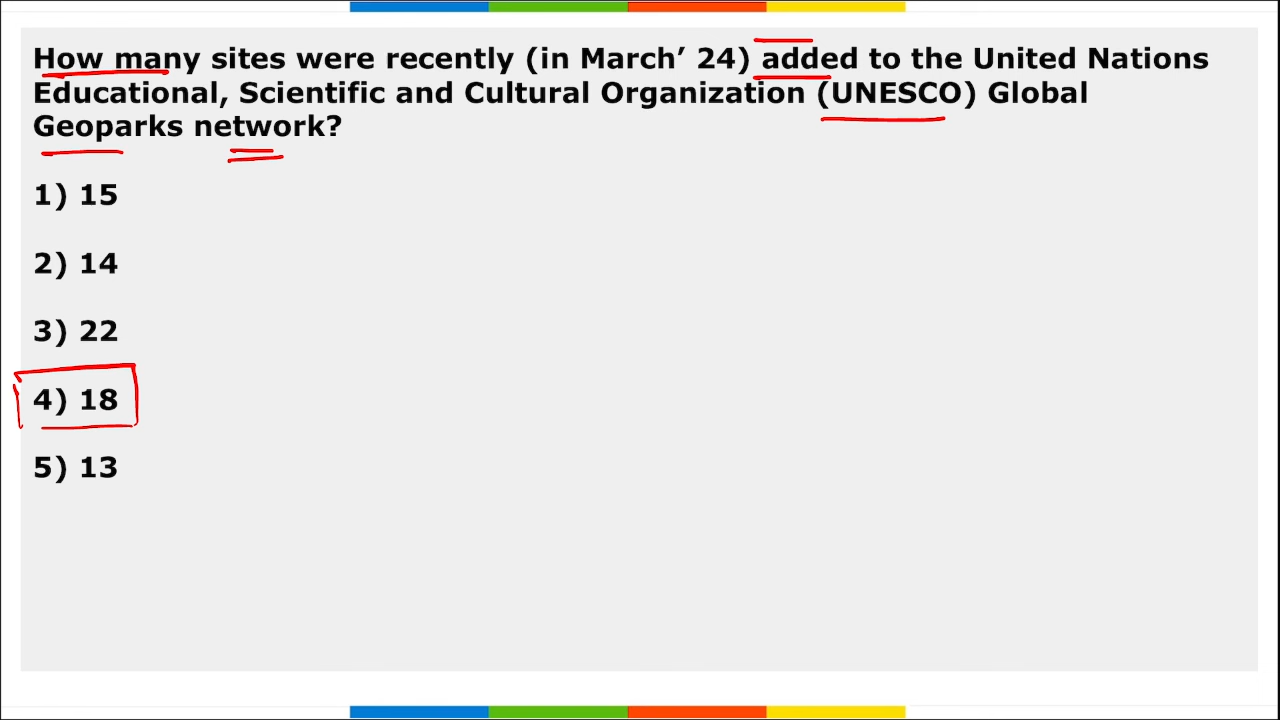 How many sites were recently (in March’ 24) added to the United Nations
Educational, Scientific and Cultural Organization (UNESCO) Global
Geoparks network?
1) 15
2) 14
3) 22
4) 18
5) 13